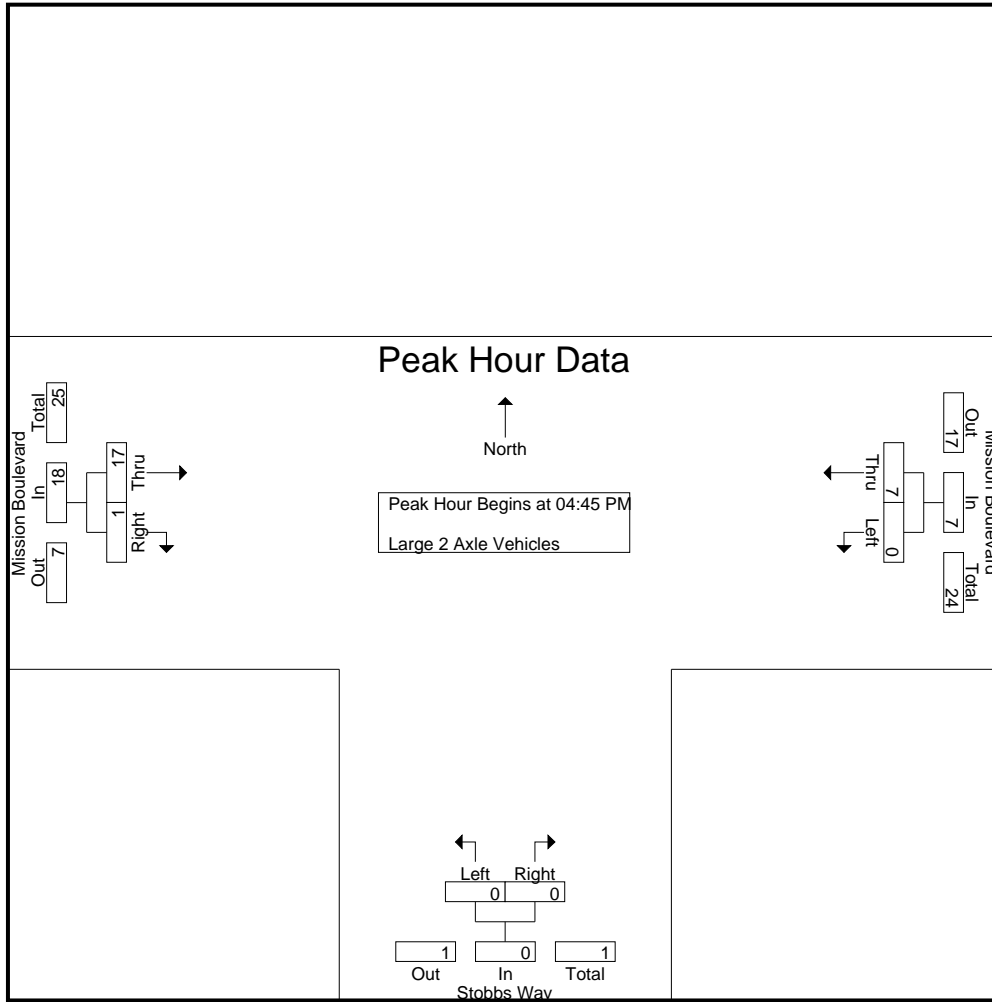 Peak Hour Data
North
Peak Hour Begins at 04:45 PM
Large 2 Axle Vehicles
Mission Boulevard
Total
25
In
18
Out
7
17
Thru
1
Right
Mission Boulevard
Out
17
In
7
Total
24
Thru
7
Left
0
Left
Right
0
0
1
0
1
Out
In
Total
Stobbs Way